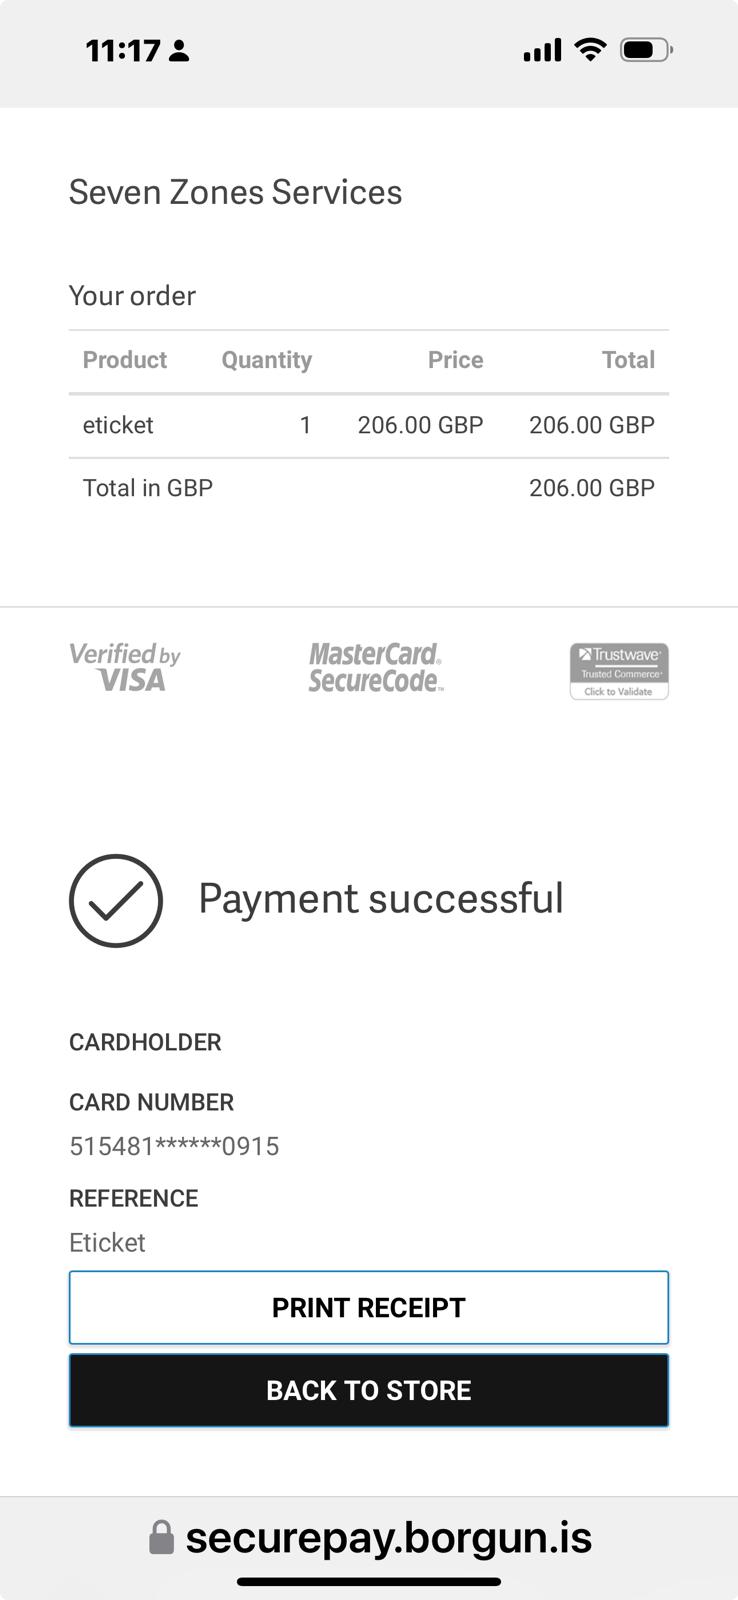 11:17
Seven Zones Services
Your order
Product Quantity Price Total
eticket 1 206.00 GBP 206.00 GBP
Total in GBP 206.00 GBP
Verified by
VISA
MasterCard®
SecureCode™
Trustwave®
Trusted Commerce®
Click to Validate
Payment successful
CARDHOLDER
CARD NUMBER
515481******0915
REFERENCE
Eticket
PRINT RECEIPT
BACK TO STORE
securepay.borgun.is